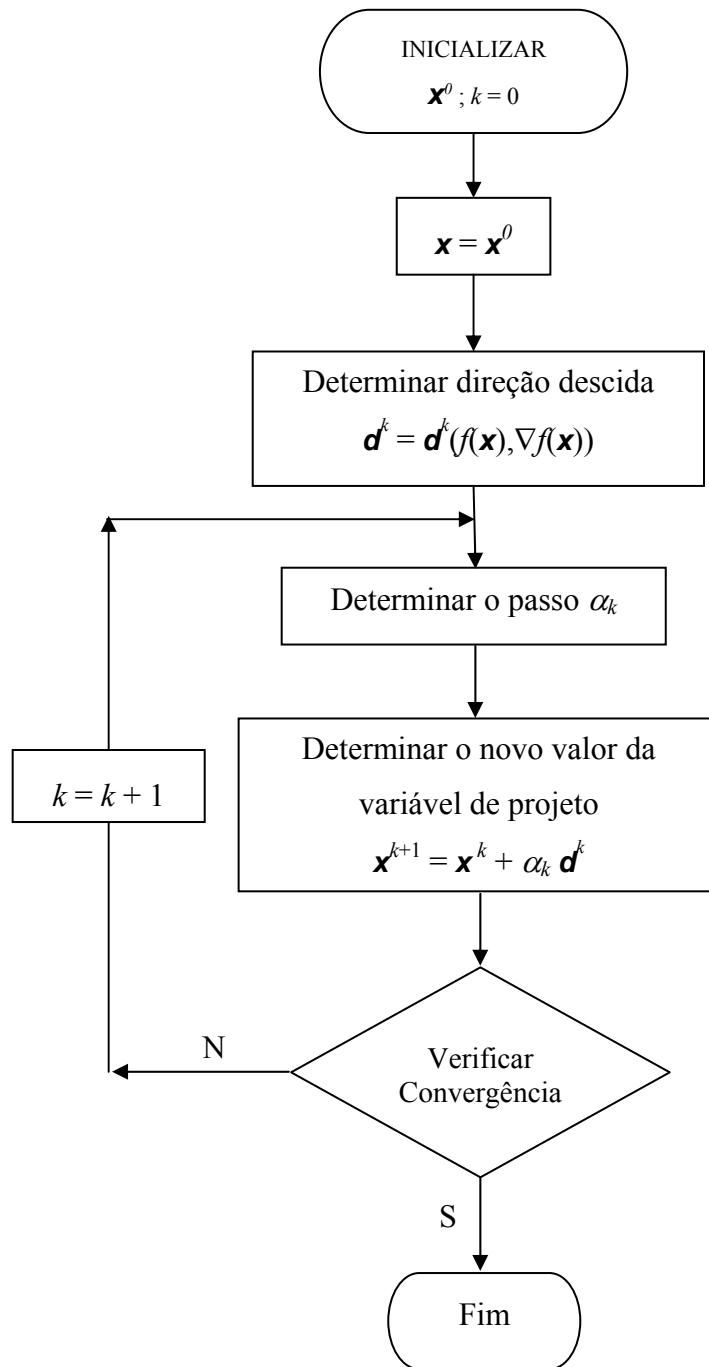 INICIALIZAR
x⁰ ; k = 0
x = x⁰
Determinar direção descida
dᵏ = dᵏ(f(x),∇f(x))
Determinar o passo αₖ
Determinar o novo valor da
variável de projeto
xᵏ⁺¹ = xᵏ + αₖ dᵏ
k = k + 1
N
Verificar
Convergência
S
Fim